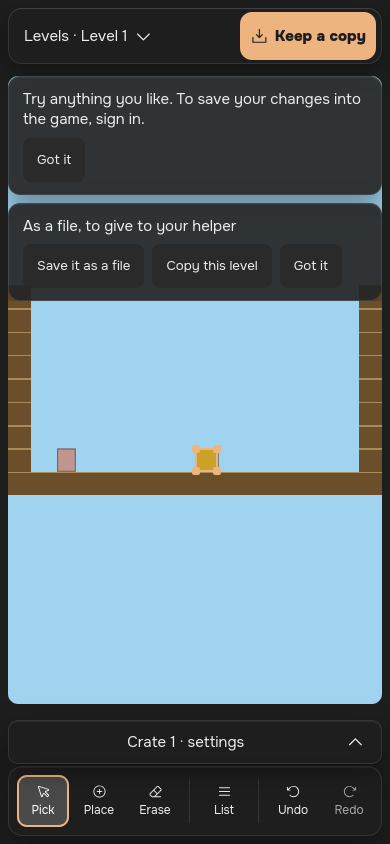 Levels · Level 1
Keep a copy
Try anything you like. To save your changes into
the game, sign in.
Got it
As a file, to give to your helper
Save it as a file
Copy this level
Got it
Crate 1 · settings
Pick
Place
Erase
List
Undo
Redo